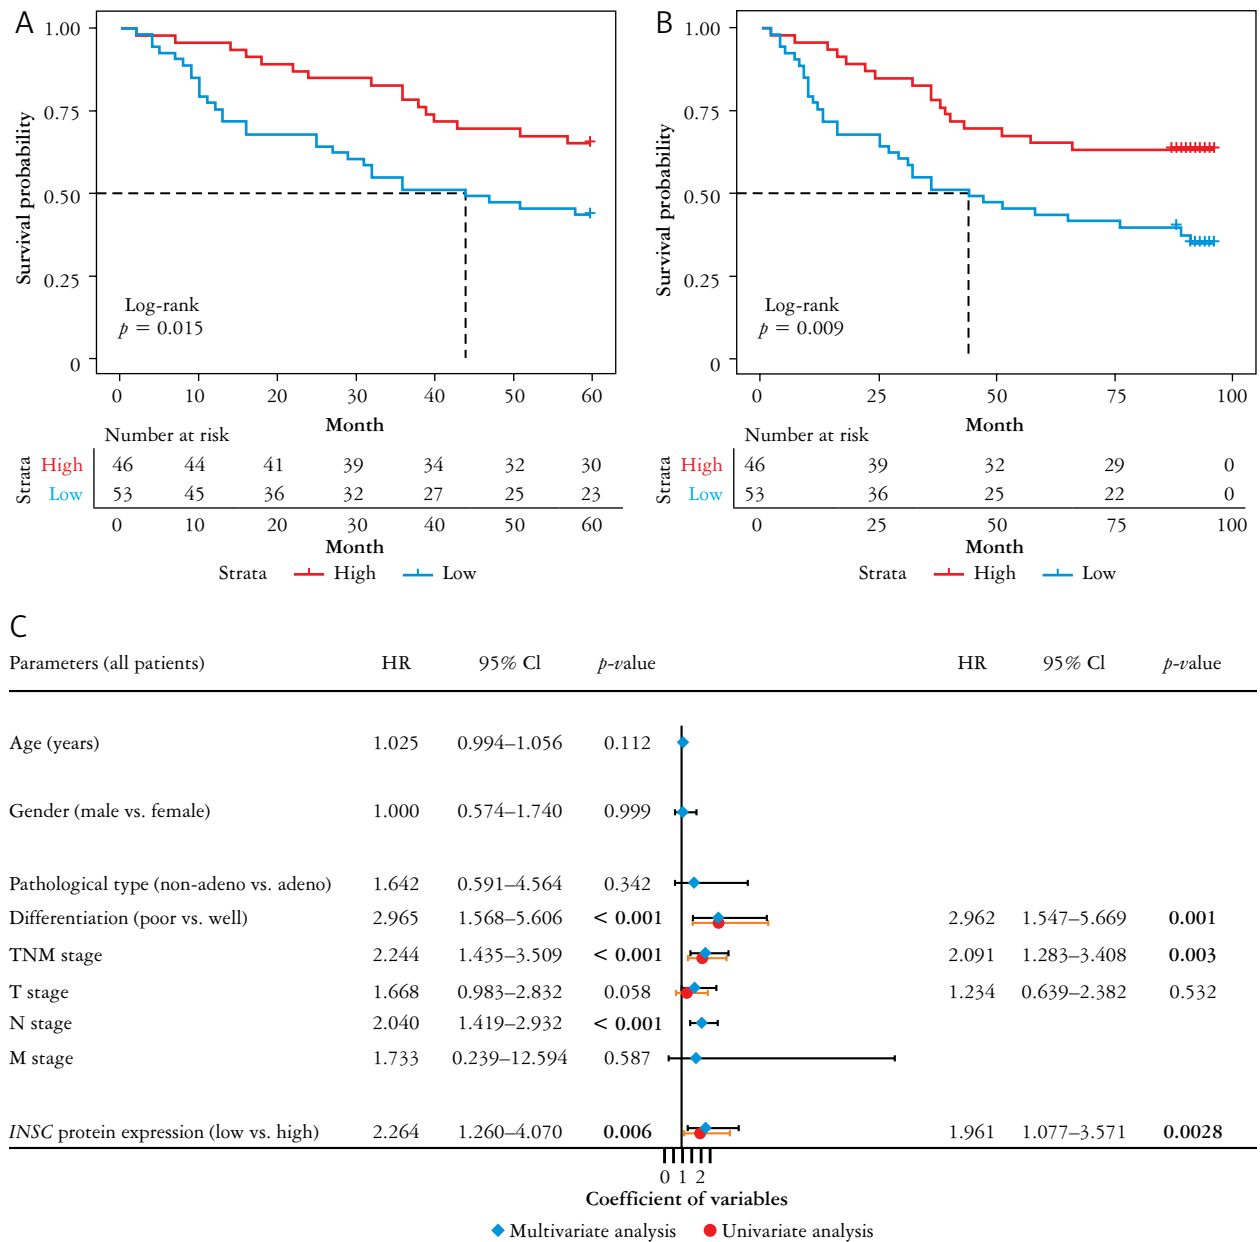 A
1.00
0.75
0.50
0.25
0
Survival probability
Log-rank
p = 0.015
0 10 20 30 40 50 60
Month
Number at risk
Strata
High 46 44 41 39 34 32 30
Low 53 45 36 32 27 25 23
0 10 20 30 40 50 60
Month
Strata High Low
B
1.00
0.75
0.50
0.25
0
Survival probability
Log-rank
p = 0.009
0 25 50 75 100
Month
Number at risk
Strata
High 46 39 32 29 0
Low 53 36 25 22 0
0 25 50 75 100
Month
Strata High Low
C
Parameters (all patients) HR 95% Cl p-value HR 95% Cl p-value
Age (years) 1.025 0.994–1.056 0.112
Gender (male vs. female) 1.000 0.574–1.740 0.999
Pathological type (non-adeno vs. adeno) 1.642 0.591–4.564 0.342
Differentiation (poor vs. well) 2.965 1.568–5.606 < 0.001 2.962 1.547–5.669 0.001
TNM stage 2.244 1.435–3.509 < 0.001 2.091 1.283–3.408 0.003
T stage 1.668 0.983–2.832 0.058 1.234 0.639–2.382 0.532
N stage 2.040 1.419–2.932 < 0.001
M stage 1.733 0.239–12.594 0.587
INSC protein expression (low vs. high) 2.264 1.260–4.070 0.006 1.961 1.077–3.571 0.0028
0 1 2
Coefficient of variables
Multivariate analysis Univariate analysis